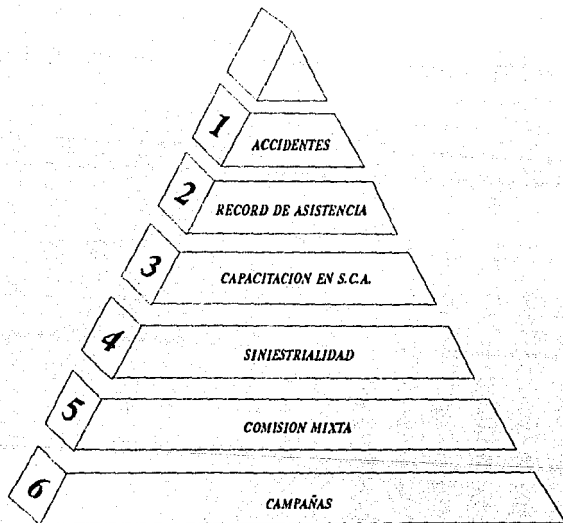 1 ACCIDENTES
2 RECORD DE ASISTENCIA
3 CAPACITACION EN S.C.A.
4 SINIESTRIALIDAD
5 COMISION MIXTA
6 CAMPAÑAS